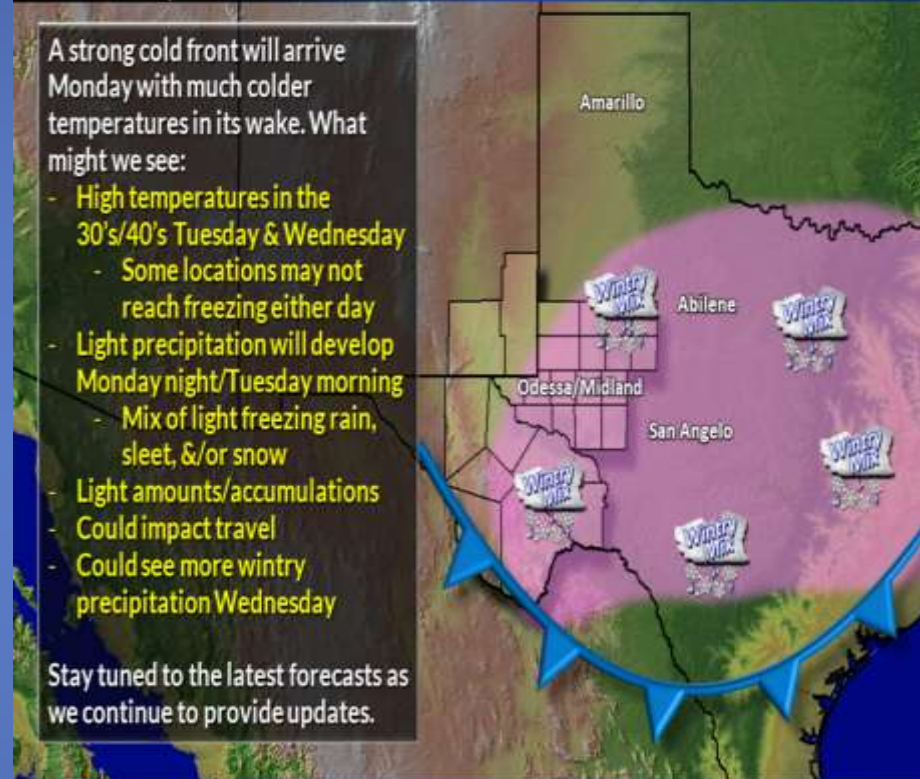 A strong cold front will arrive
Monday with much colder
temperatures in its wake. What
might we see:
- High temperatures in the
30's/40's Tuesday & Wednesday
- Some locations may not
reach freezing either day
- Light precipitation will develop
Monday night/Tuesday morning
- Mix of light freezing rain,
sleet, &/or snow
- Light amounts/accumulations
- Could impact travel
- Could see more wintry
precipitation Wednesday
Stay tuned to the latest forecasts as
we continue to provide updates.
Amarillo
Wintry
Mix
Abilene
Wintry
Mix
Odessa/Midland
San Angelo
Wintry
Mix
Wintry
Mix
Wintry
Mix